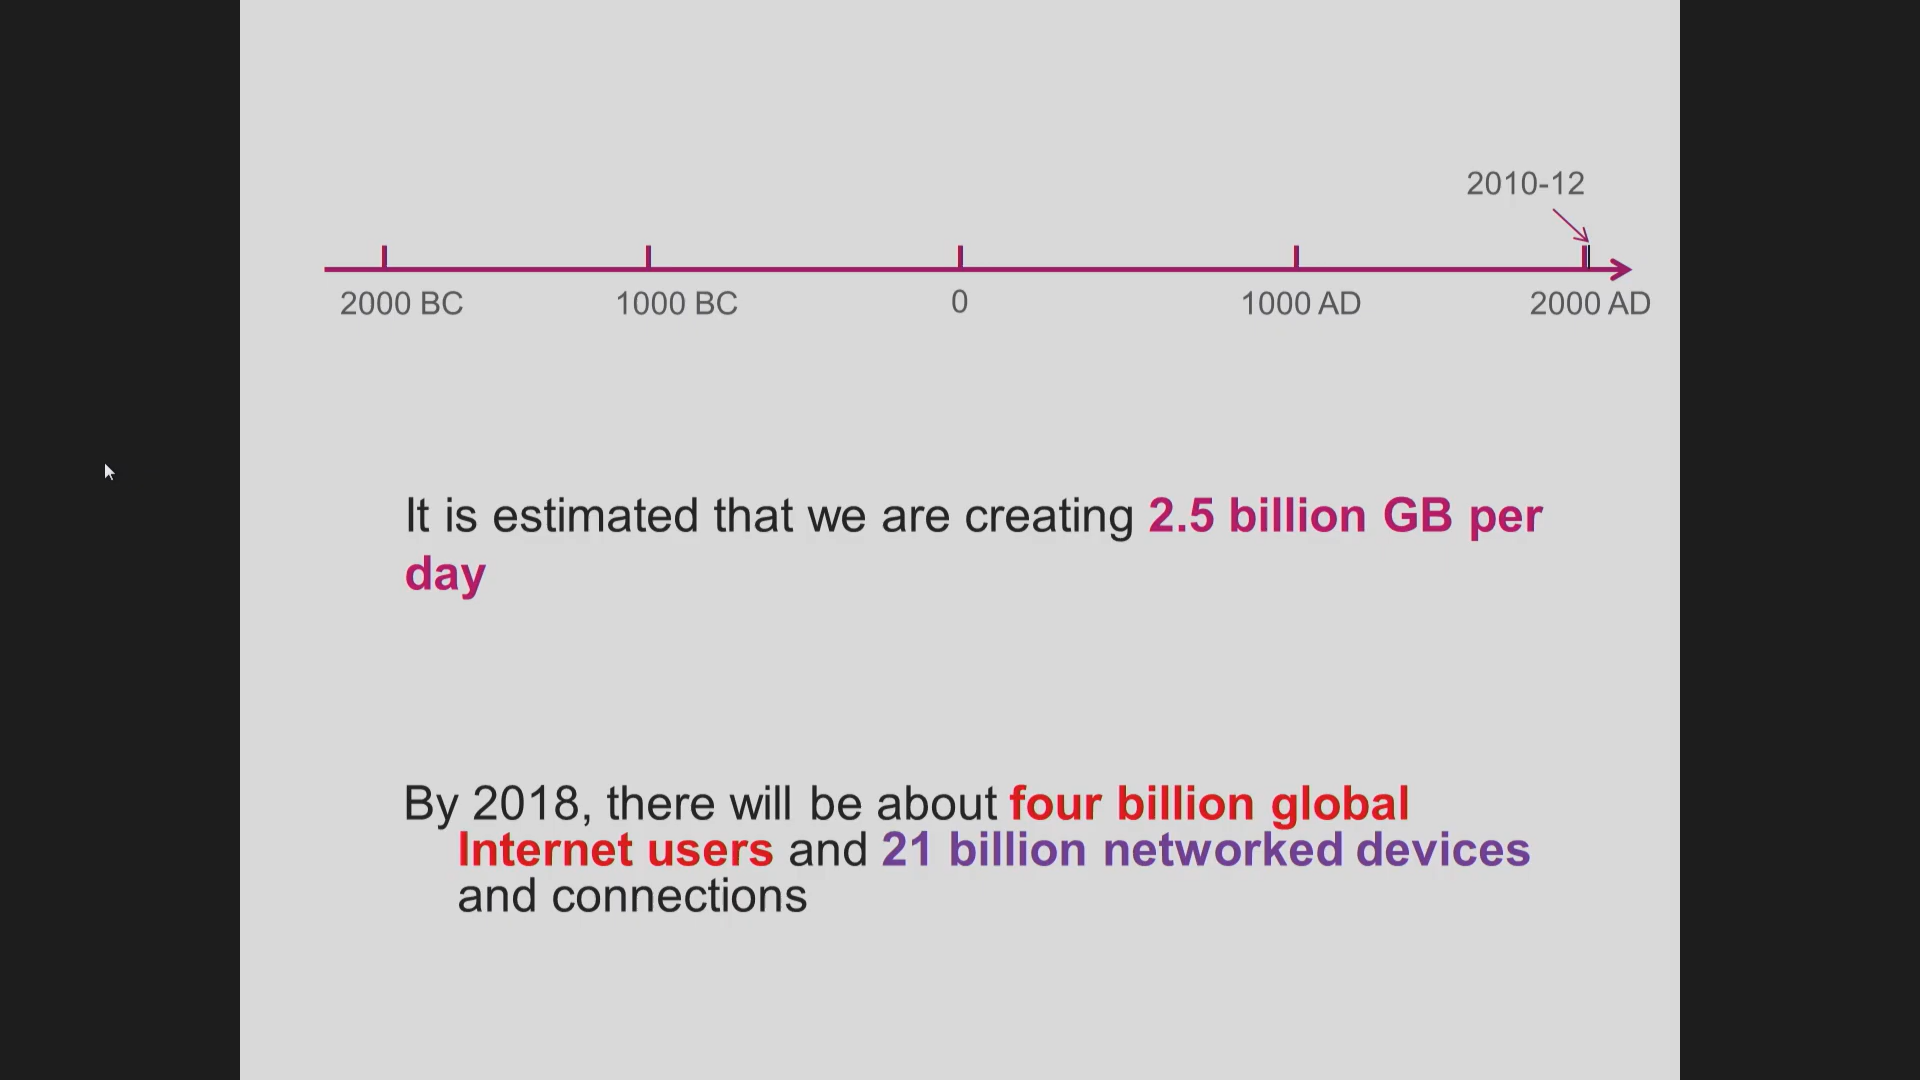 2010-12
2000 BC 1000 BC 0 1000 AD 2000 AD
It is estimated that we are creating 2.5 billion GB per
day
By 2018, there will be about four billion global
Internet users and 21 billion networked devices
and connections